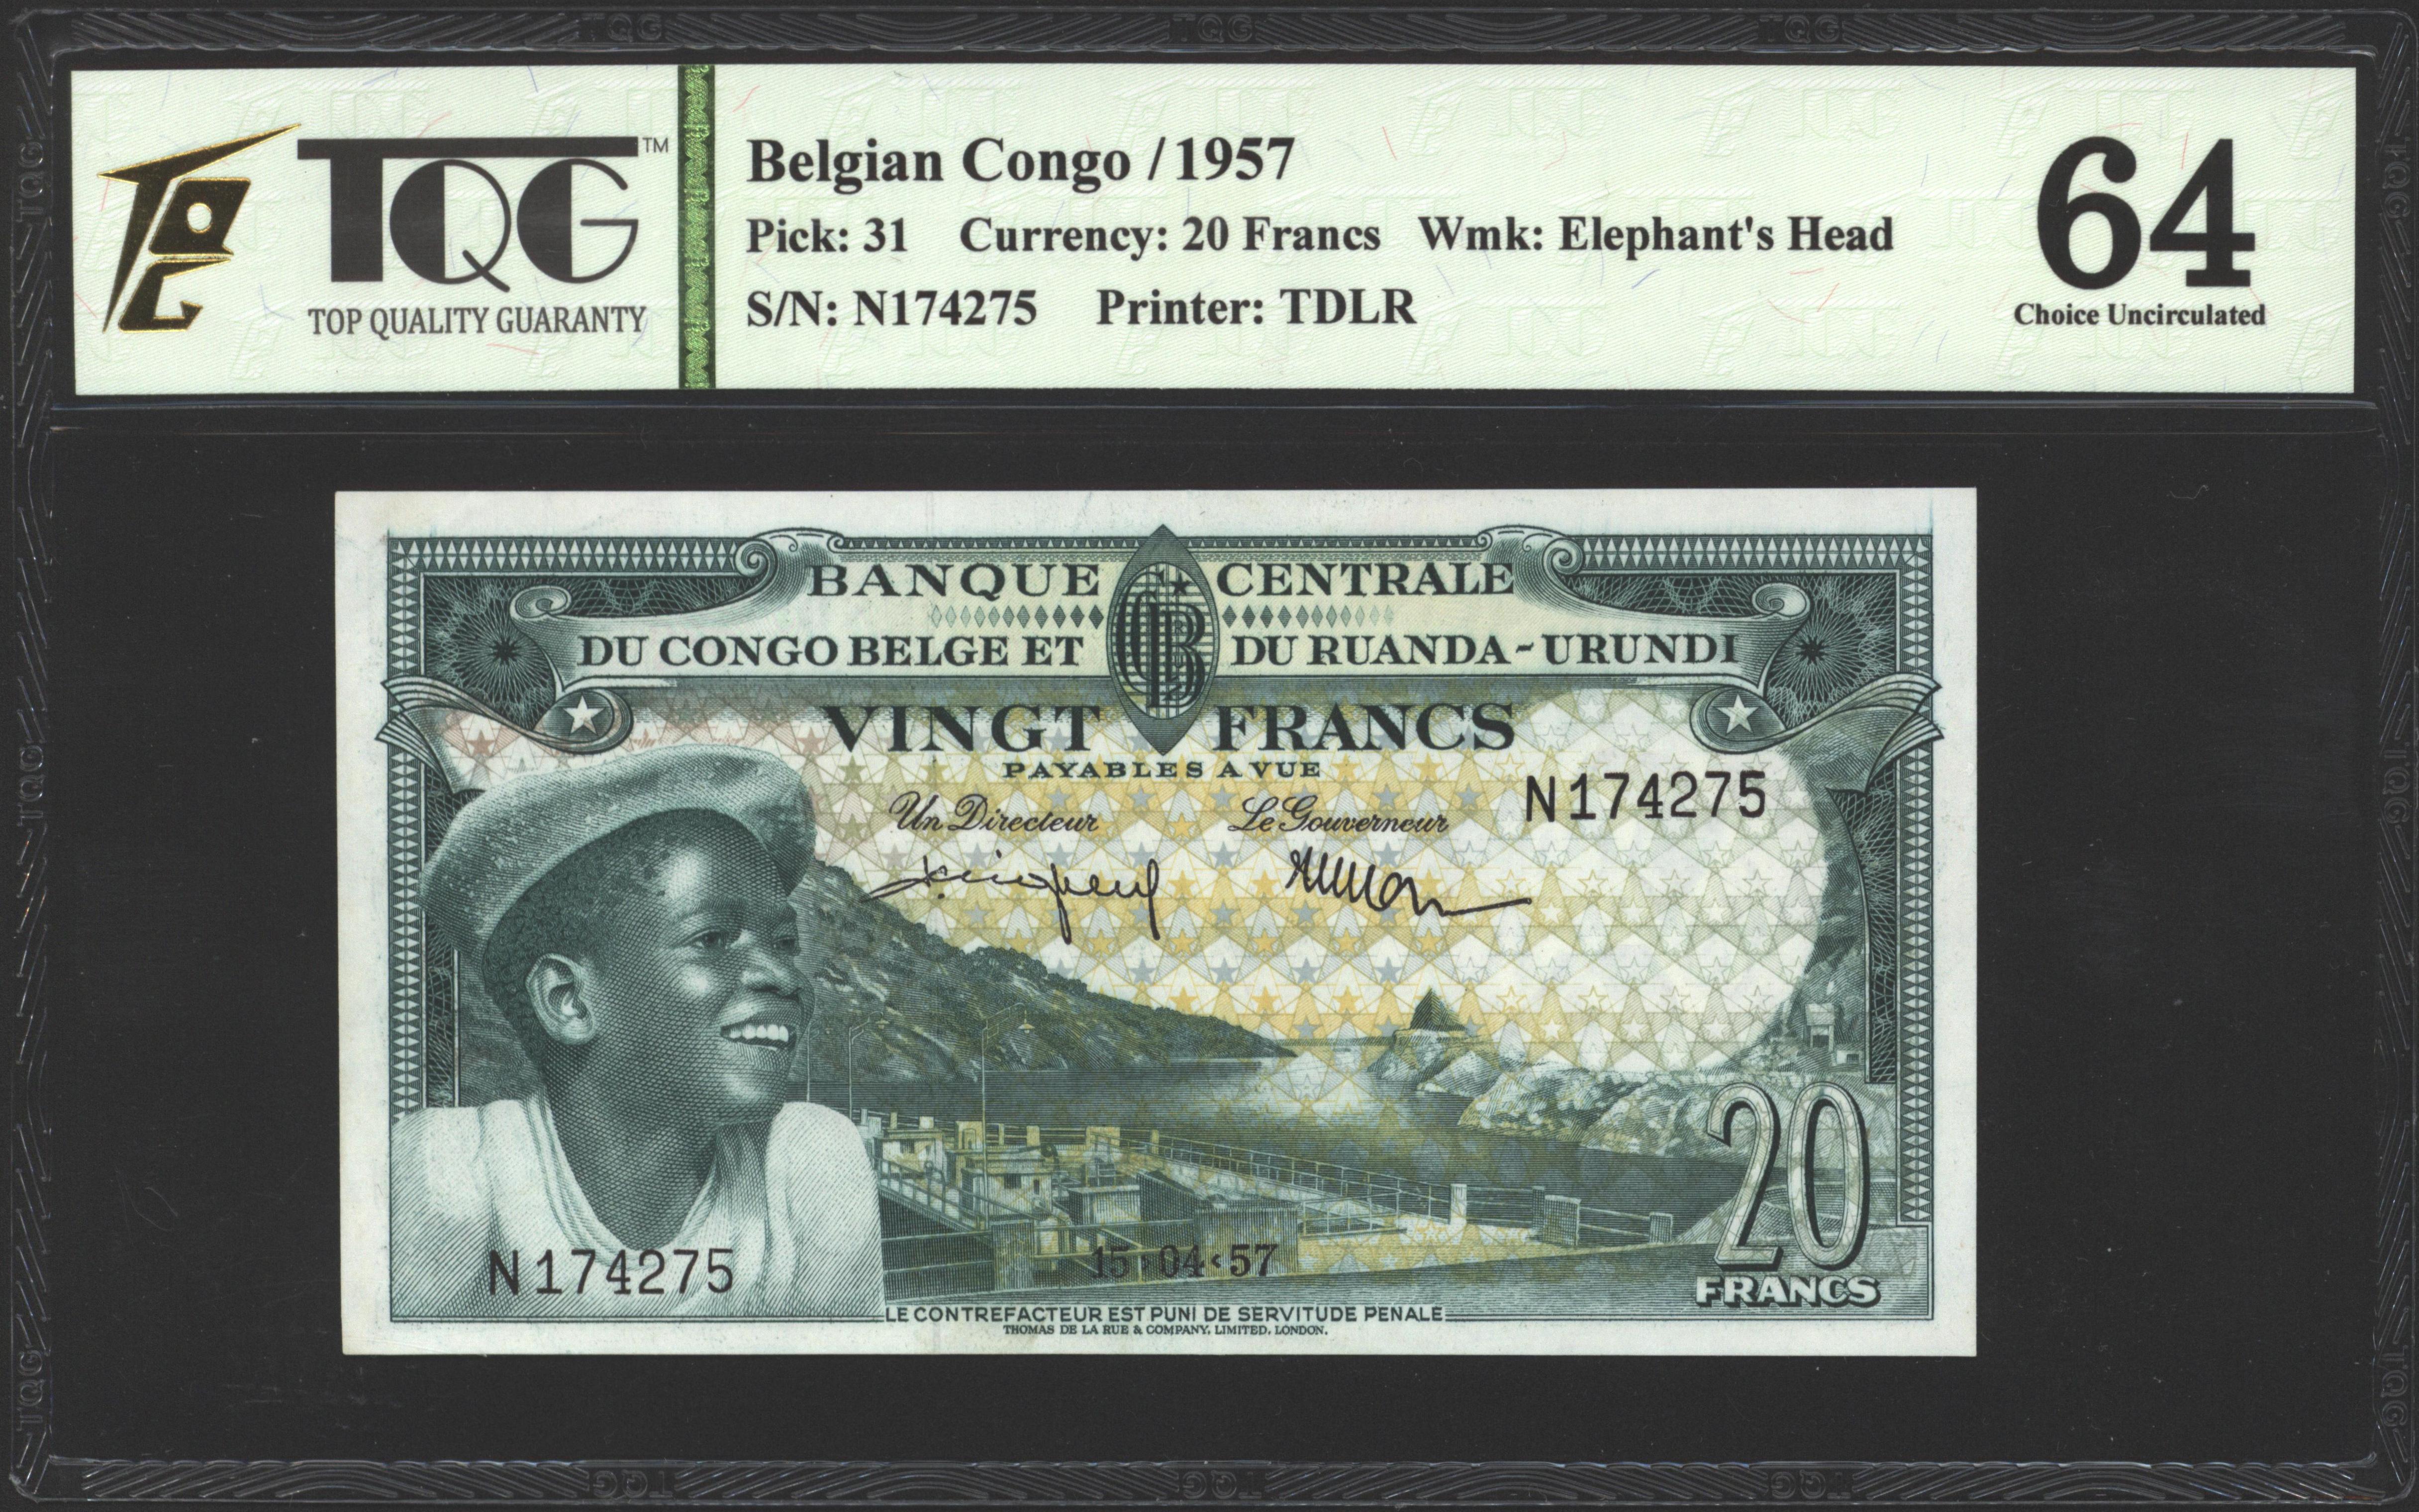 TQG TQG TQG
TQG™
TOP QUALITY GUARANTY
Belgian Congo / 1957
Pick: 31 Currency: 20 Francs Wmk: Elephant's Head
S/N: N174275 Printer: TDLR
64
Choice Uncirculated
BANQUE CENTRALE
DU CONGO BELGE ET DU RUANDA-URUNDI
VINGT FRANCS
PAYABLES A VUE
Un Directeur Le Gouverneur
N174275
20
FRANCS
N174275
15·04·57
LE CONTREFACTEUR EST PUNI DE SERVITUDE PENALE
THOMAS DE LA RUE & COMPANY, LIMITED, LONDON.